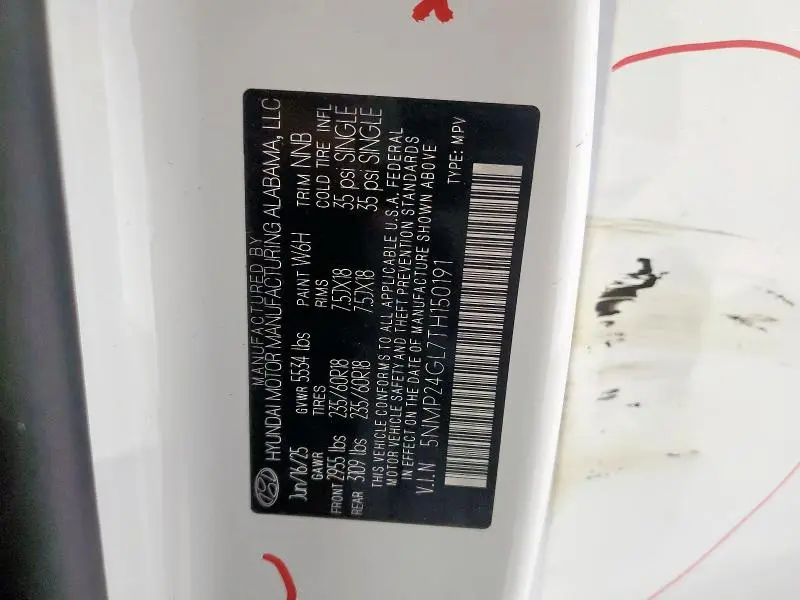 MANUFACTURED BY
HYUNDAI MOTOR MANUFACTURING ALABAMA, LLC
Jun/16/25 GVWR 5534 lbs PAINT W6H TRIM NNB
GAWR TIRES RIMS COLD TIRE INFL
FRONT 2955 lbs 235/60R18 7.5JX18 35 psi SINGLE
REAR 3109 lbs 235/60R18 7.5JX18 35 psi SINGLE
THIS VEHICLE CONFORMS TO ALL APPLICABLE U.S.A. FEDERAL
MOTOR VEHICLE SAFETY AND THEFT PREVENTION STANDARDS
IN EFFECT ON THE DATE OF MANUFACTURE SHOWN ABOVE
V.I.N 5NMP24GL7TH150191 TYPE: MPV